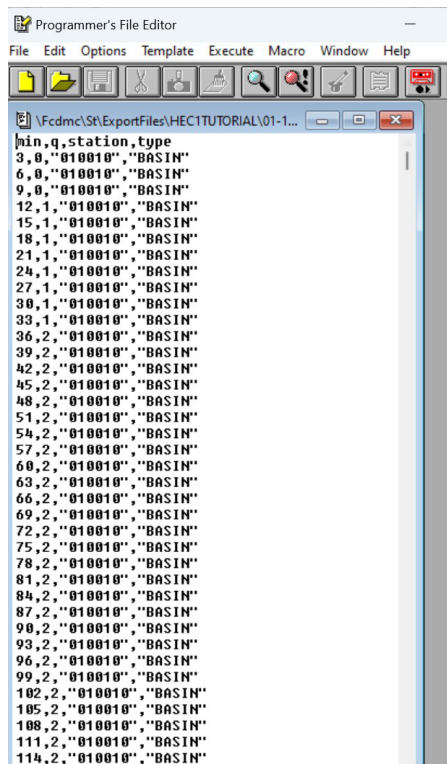 Programmer's File Editor
File Edit Options Template Execute Macro Window Help
\Fcdmc\St\ExportFiles\HEC1TUTORIAL\01-1...
min,q,station,type
3,0,"010010","BASIN"
6,0,"010010","BASIN"
9,0,"010010","BASIN"
12,1,"010010","BASIN"
15,1,"010010","BASIN"
18,1,"010010","BASIN"
21,1,"010010","BASIN"
24,1,"010010","BASIN"
27,1,"010010","BASIN"
30,1,"010010","BASIN"
33,1,"010010","BASIN"
36,2,"010010","BASIN"
39,2,"010010","BASIN"
42,2,"010010","BASIN"
45,2,"010010","BASIN"
48,2,"010010","BASIN"
51,2,"010010","BASIN"
54,2,"010010","BASIN"
57,2,"010010","BASIN"
60,2,"010010","BASIN"
63,2,"010010","BASIN"
66,2,"010010","BASIN"
69,2,"010010","BASIN"
72,2,"010010","BASIN"
75,2,"010010","BASIN"
78,2,"010010","BASIN"
81,2,"010010","BASIN"
84,2,"010010","BASIN"
87,2,"010010","BASIN"
90,2,"010010","BASIN"
93,2,"010010","BASIN"
96,2,"010010","BASIN"
99,2,"010010","BASIN"
102,2,"010010","BASIN"
105,2,"010010","BASIN"
108,2,"010010","BASIN"
111,2,"010010","BASIN"
114,2,"010010","BASIN"